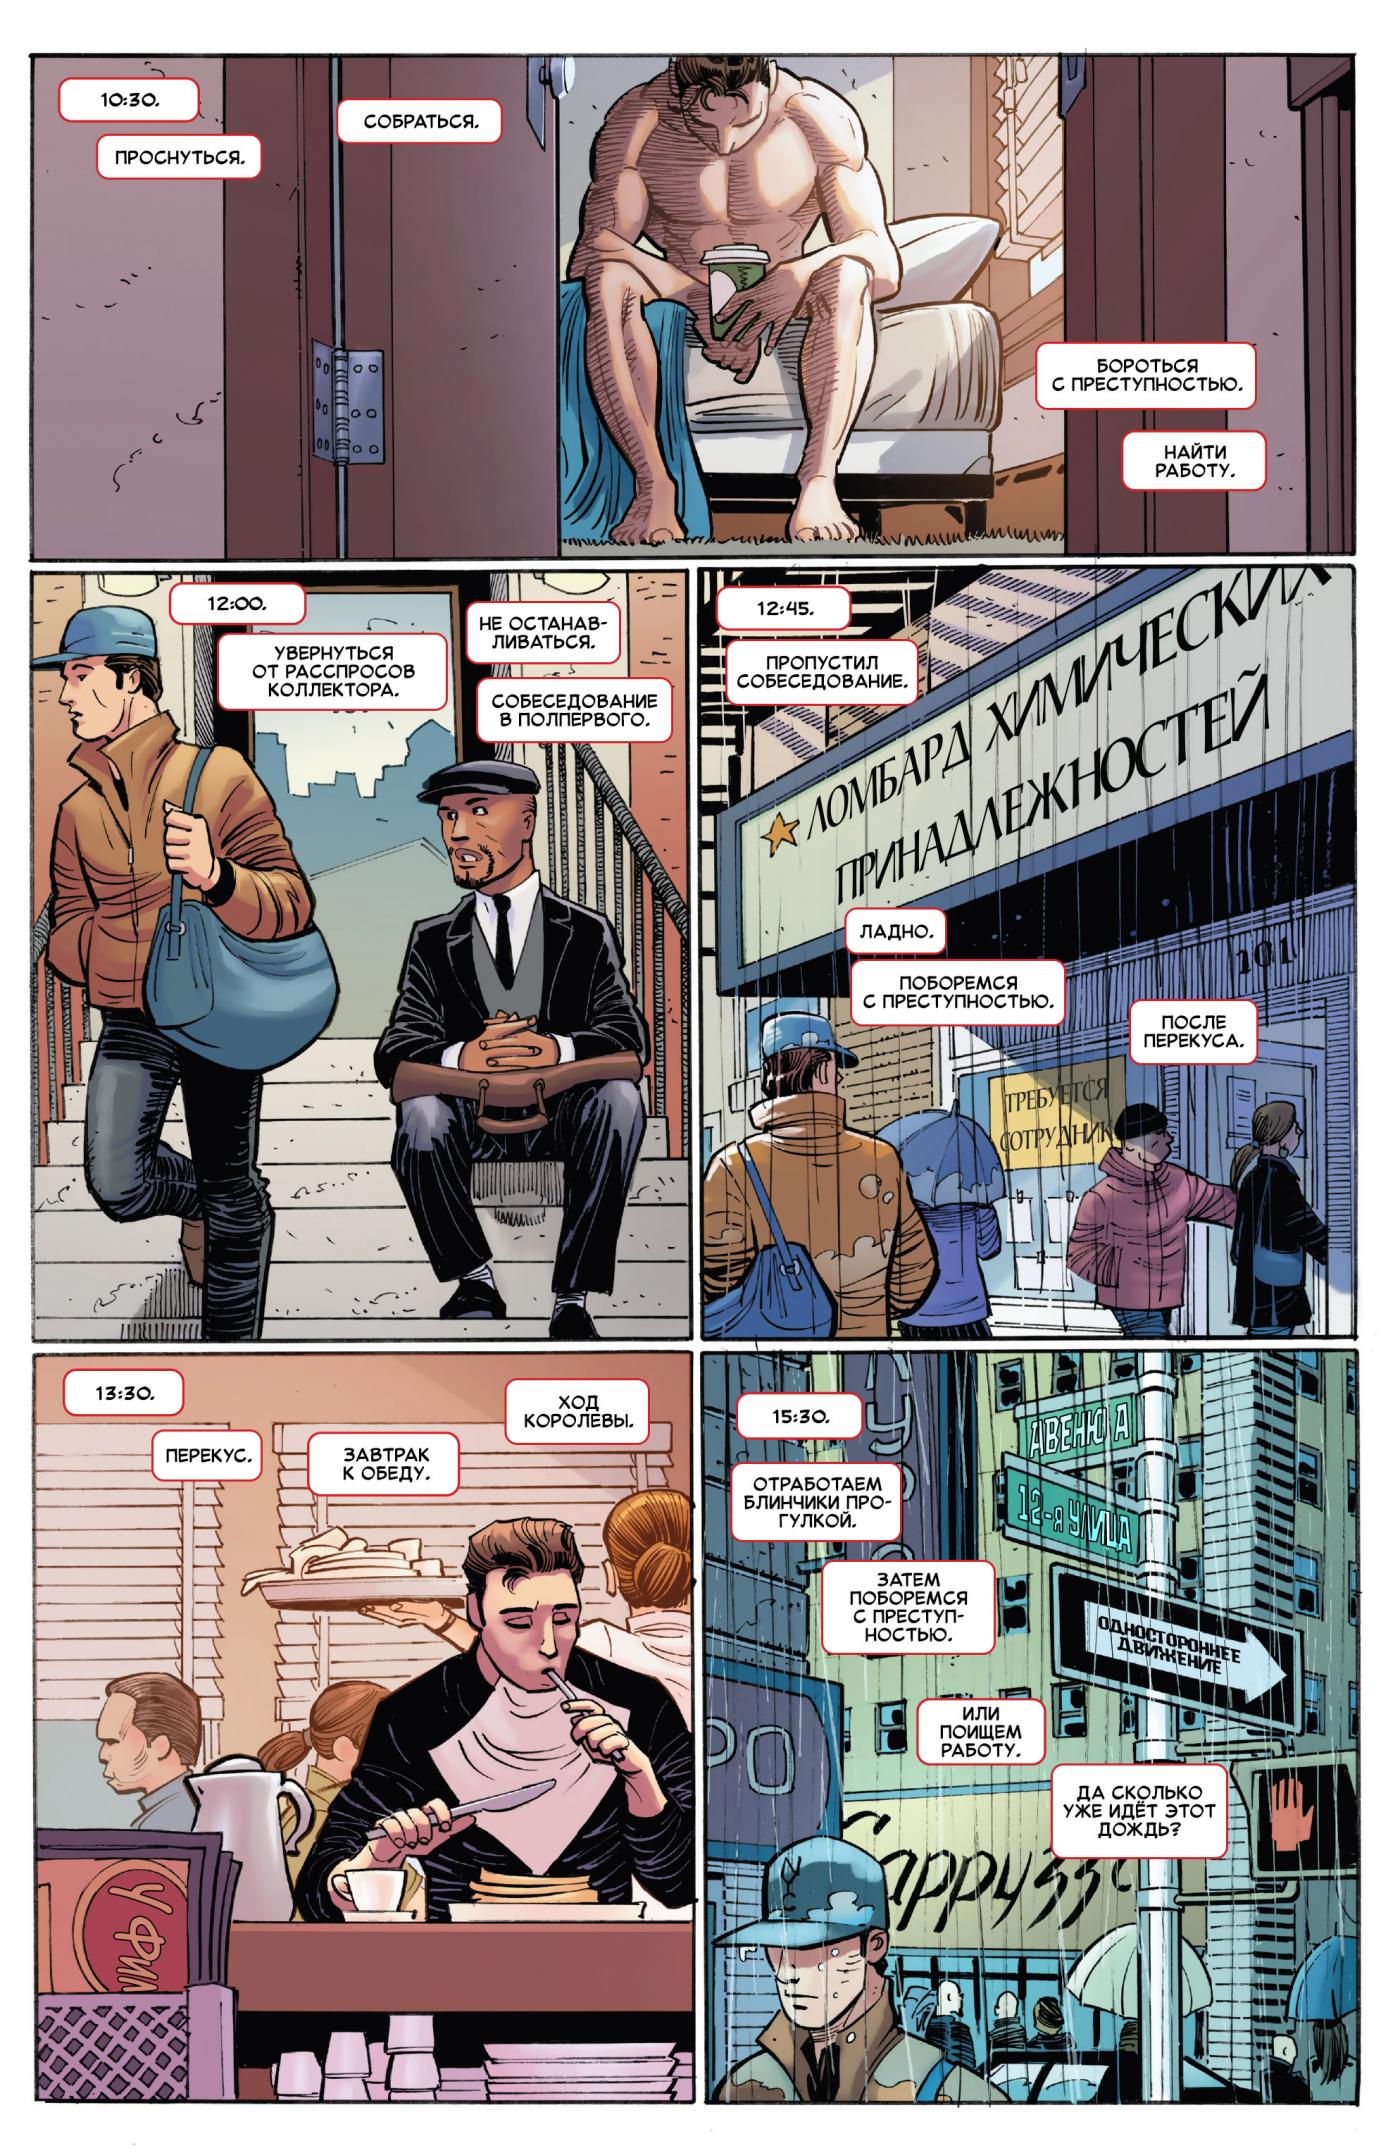 10:30.
ПРОСНУТЬСЯ.
СОБРАТЬСЯ.
БОРОТЬСЯ
С ПРЕСТУПНОСТЬЮ.
НАЙТИ
РАБОТУ.
12:00.
УВЕРНУТЬСЯ
ОТ РАССПРОСОВ
КОЛЛЕКТОРА.
НЕ ОСТАНАВ-
ЛИВАТЬСЯ.
СОБЕСЕДОВАНИЕ
В ПОЛПЕРВОГО.
12:45.
ПРОПУСТИЛ
СОБЕСЕДОВАНИЕ.
ЛОМБАРД ХИМИЧЕСКИХ
ПРИНАДЛЕЖНОСТЕЙ
101
ЛАДНО.
ПОБОРЕМСЯ
С ПРЕСТУПНОСТЬЮ.
ПОСЛЕ
ПЕРЕКУСА.
ТРЕБУЕТСЯ
СОТРУДНИК
13:30.
ПЕРЕКУС.
ЗАВТРАК
К ОБЕДУ.
ХОД
КОРОЛЕВЫ.
У
15:30.
ОТРАБОТАЕМ
БЛИНЧИКИ ПРО-
ГУЛКОЙ.
ЗАТЕМ
ПОБОРЕМСЯ
С ПРЕСТУП-
НОСТЬЮ.
ИЛИ
ПОИЩЕМ
РАБОТУ.
ДА СКОЛЬКО
УЖЕ ИДЁТ ЭТОТ
ДОЖДЬ?
АВЕНЮ А
12-Я УЛИЦА
ОДНОСТОРОННЕЕ
ДВИЖЕНИЕ
РО